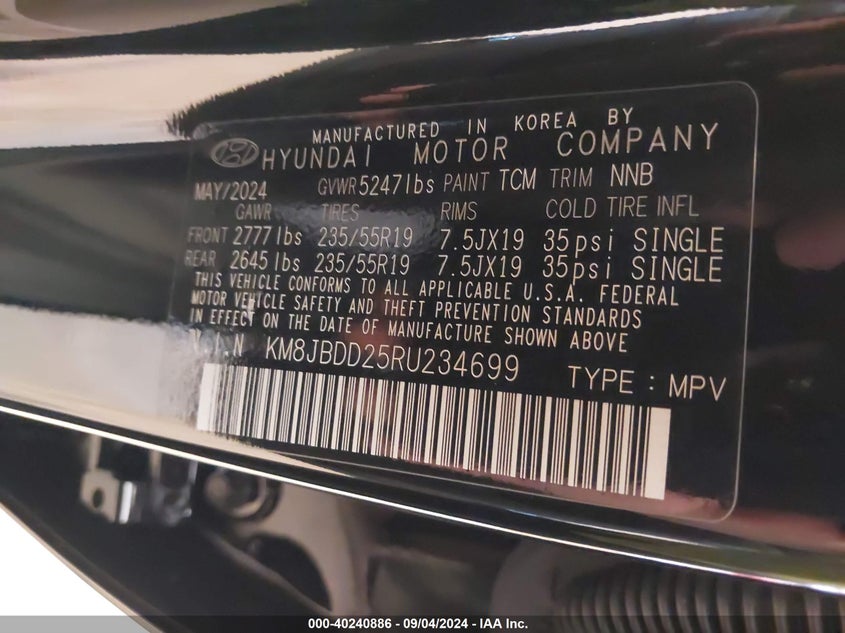 MANUFACTURED IN KOREA BY
HYUNDAI MOTOR COMPANY
MAY/2024 GVWR 5247lbs PAINT TCM TRIM NNB
GAWR TIRES RIMS COLD TIRE INFL
FRONT 2777lbs 235/55R19 7.5JX19 35psi SINGLE
REAR 2645lbs 235/55R19 7.5JX19 35psi SINGLE
THIS VEHICLE CONFORMS TO ALL APPLICABLE U.S.A. FEDERAL
MOTOR VEHICLE SAFETY AND THEFT PREVENTION STANDARDS
IN EFFECT ON THE DATE OF MANUFACTURE SHOWN ABOVE
V.I.N KM8JBDD25RU234699 TYPE : MPV
000-40240886 - 09/04/2024 - IAA Inc.